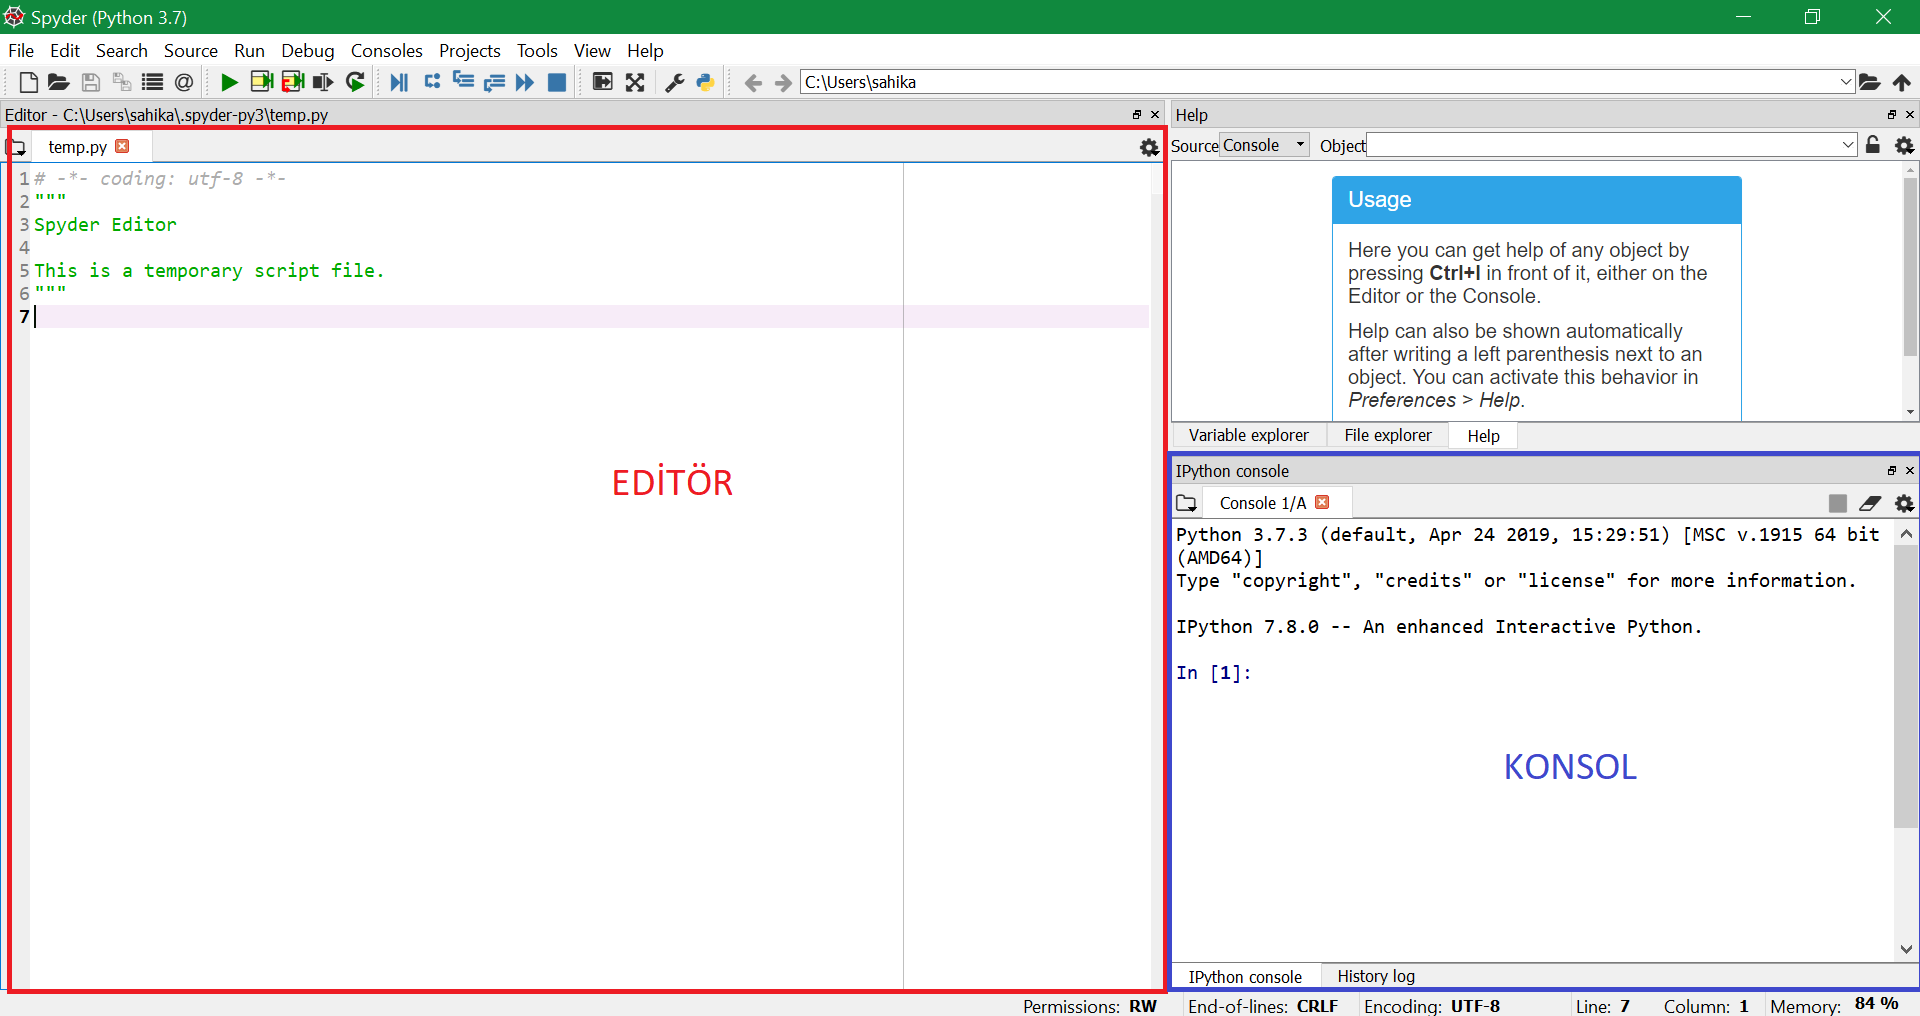 Spyder (Python 3.7)
File Edit Search Source Run Debug Consoles Projects Tools View Help
C:\Users\sahika
Editor - C:\Users\sahika\.spyder-py3\temp.py
temp.py
1 # -*- coding: utf-8 -*-
2 """
3 Spyder Editor
4
5 This is a temporary script file.
6 """
7
EDİTÖR
Help
Source Console Object
Usage
Here you can get help of any object by
pressing Ctrl+I in front of it, either on the
Editor or the Console.
Help can also be shown automatically
after writing a left parenthesis next to an
object. You can activate this behavior in
Preferences > Help.
Variable explorer File explorer Help
IPython console
Console 1/A
Python 3.7.3 (default, Apr 24 2019, 15:29:51) [MSC v.1915 64 bit
(AMD64)]
Type "copyright", "credits" or "license" for more information.
IPython 7.8.0 -- An enhanced Interactive Python.
In [1]:
KONSOL
IPython console History log
Permissions: RW End-of-lines: CRLF Encoding: UTF-8 Line: 7 Column: 1 Memory: 84 %